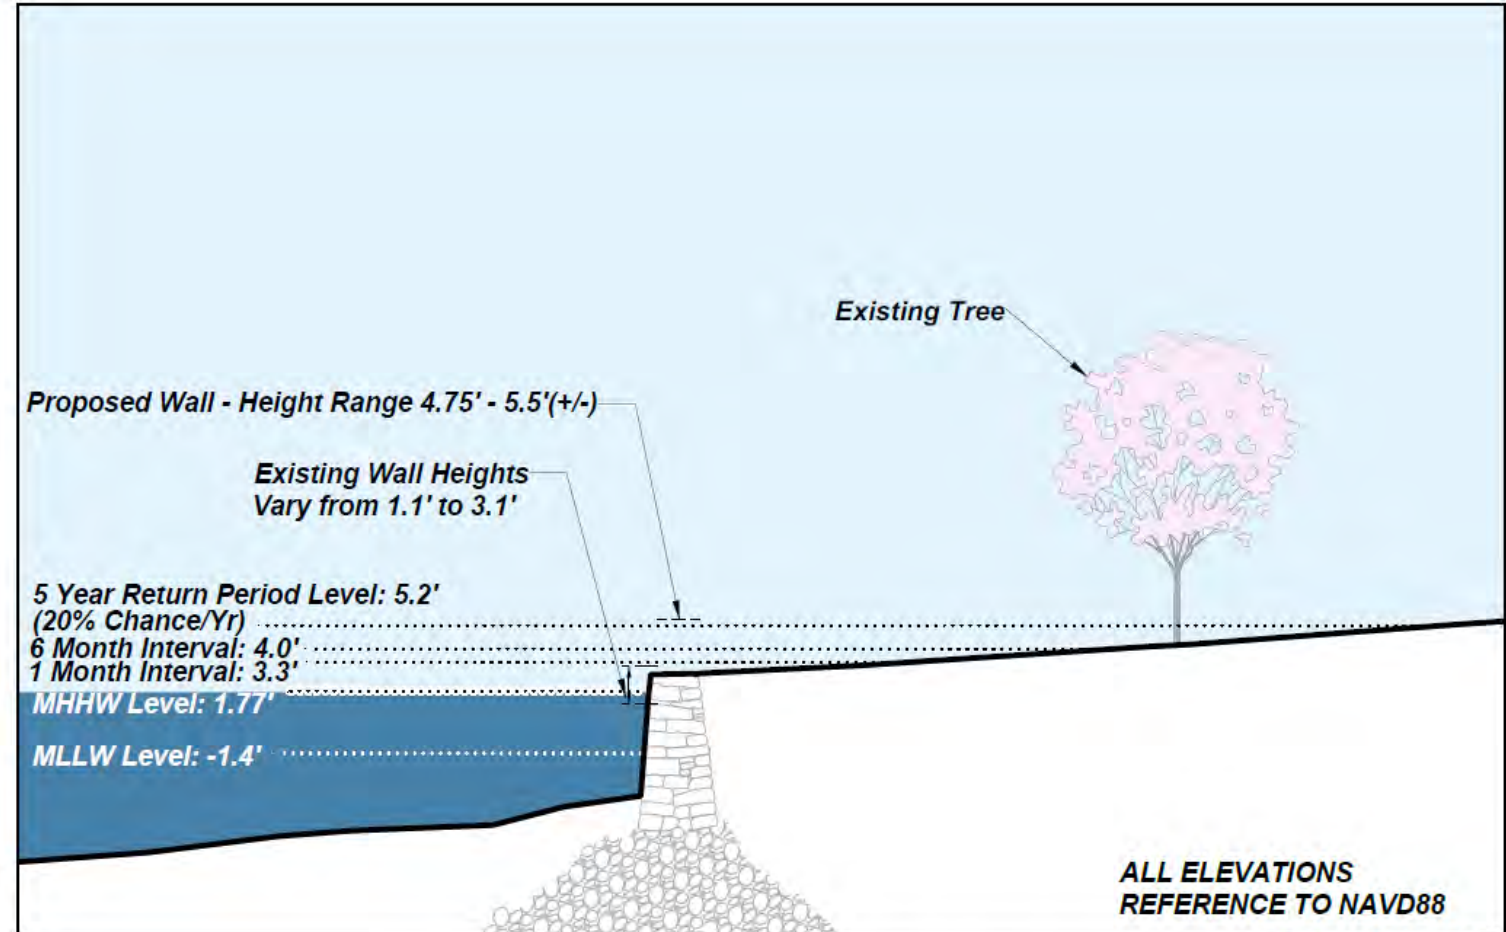 Existing Tree
Proposed Wall - Height Range 4.75' - 5.5'(+/-)
Existing Wall Heights
Vary from 1.1' to 3.1'
5 Year Return Period Level: 5.2'
(20% Chance/Yr)
6 Month Interval: 4.0'
1 Month Interval: 3.3'
MHHW Level: 1.77'
MLLW Level: -1.4'
ALL ELEVATIONS
REFERENCE TO NAVD88